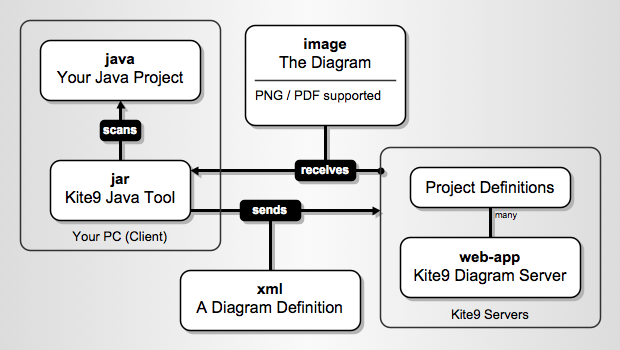 java
Your Java Project
scans
jar
Kite9 Java Tool
Your PC (Client)
image
The Diagram
PNG / PDF supported
receives
sends
xml
A Diagram Definition
Project Definitions
many
web-app
Kite9 Diagram Server
Kite9 Servers